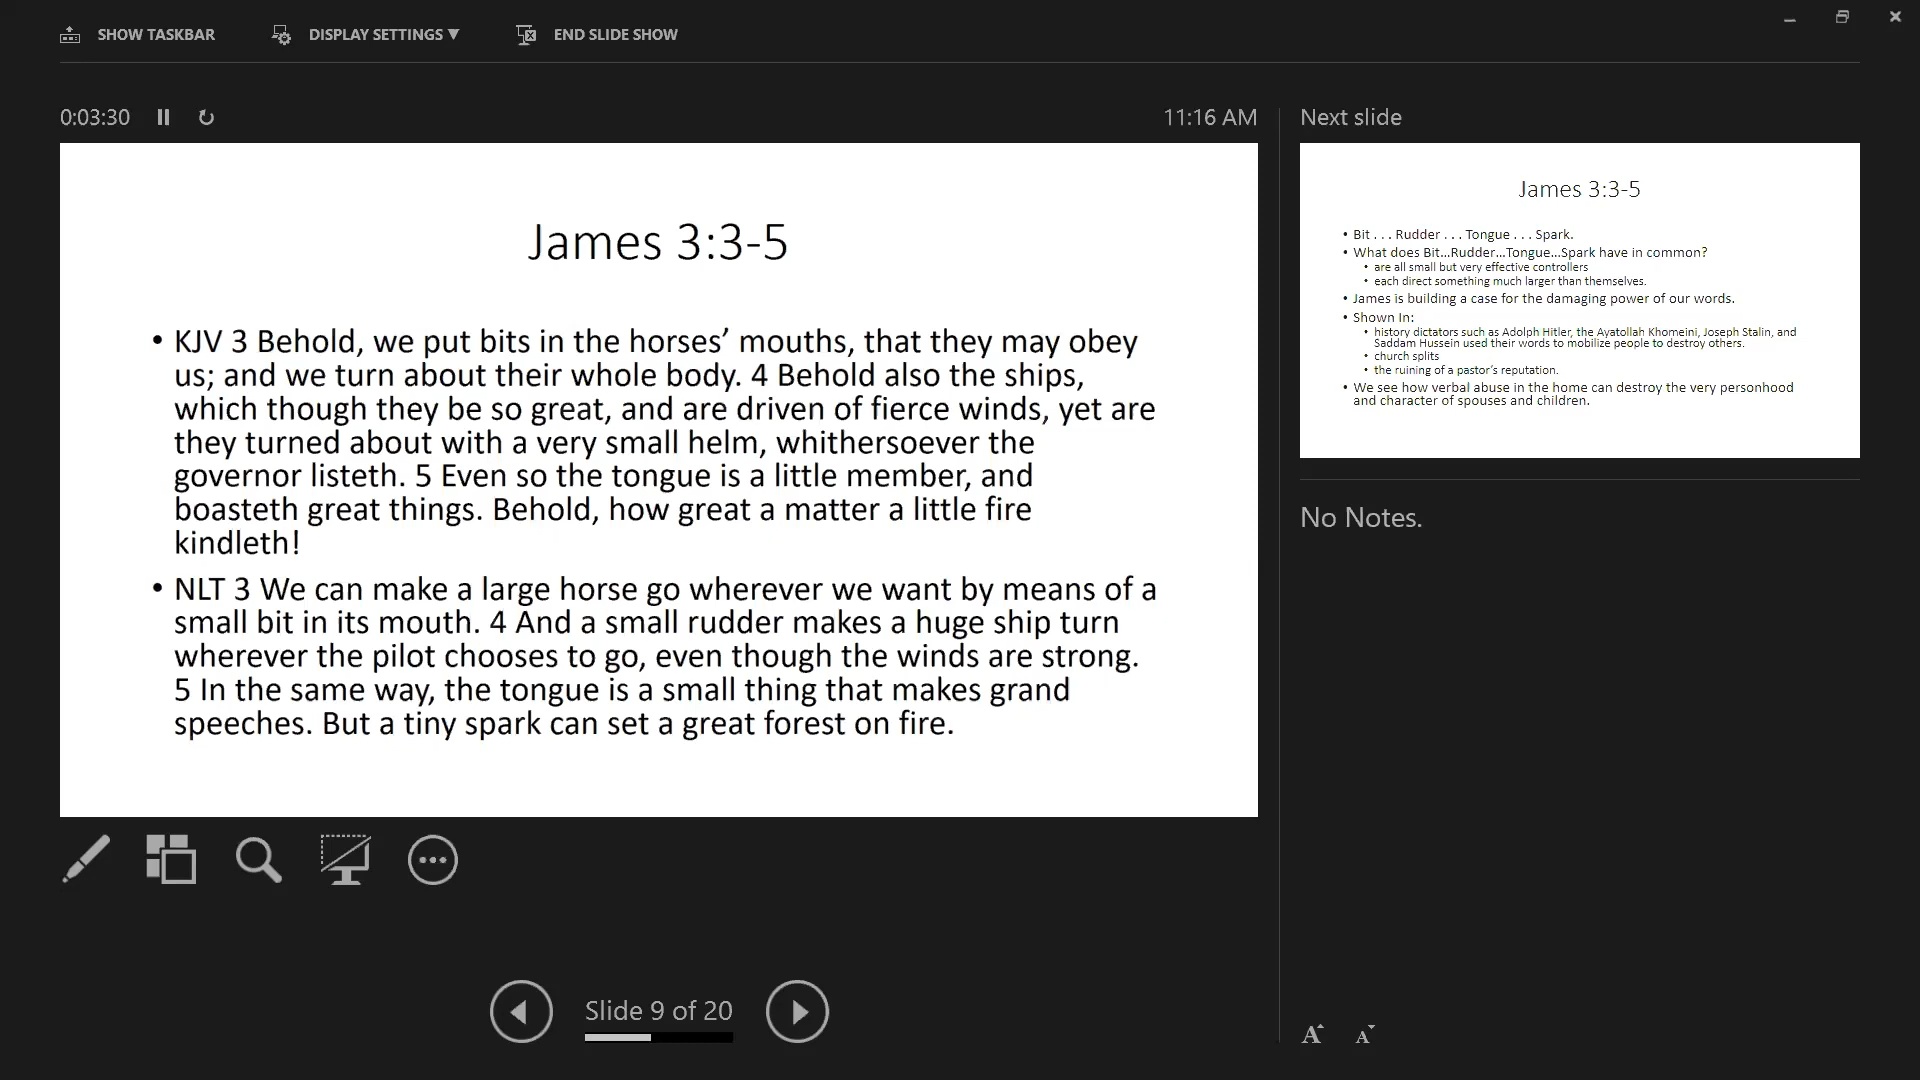 SHOW TASKBAR
DISPLAY SETTINGS ▼
END SLIDE SHOW
0:03:30
11:16 AM
James 3:3-5
• KJV 3 Behold, we put bits in the horses’ mouths, that they may obey
us; and we turn about their whole body. 4 Behold also the ships,
which though they be so great, and are driven of fierce winds, yet are
they turned about with a very small helm, whithersoever the
governor listeth. 5 Even so the tongue is a little member, and
boasteth great things. Behold, how great a matter a little fire
kindleth!
• NLT 3 We can make a large horse go wherever we want by means of a
small bit in its mouth. 4 And a small rudder makes a huge ship turn
wherever the pilot chooses to go, even though the winds are strong.
5 In the same way, the tongue is a small thing that makes grand
speeches. But a tiny spark can set a great forest on fire.
Slide 9 of 20
Next slide
James 3:3-5
• Bit . . . Rudder . . . Tongue . . . Spark.
• What does Bit...Rudder...Tongue...Spark have in common?
• are all small but very effective controllers
• each direct something much larger than themselves.
• James is building a case for the damaging power of our words.
• Shown In:
• history dictators such as Adolph Hitler, the Ayatollah Khomeini, Joseph Stalin, and
Saddam Hussein used their words to mobilize people to destroy others.
• church splits
• the ruining of a pastor’s reputation.
• We see how verbal abuse in the home can destroy the very personhood
and character of spouses and children.
No Notes.
A A